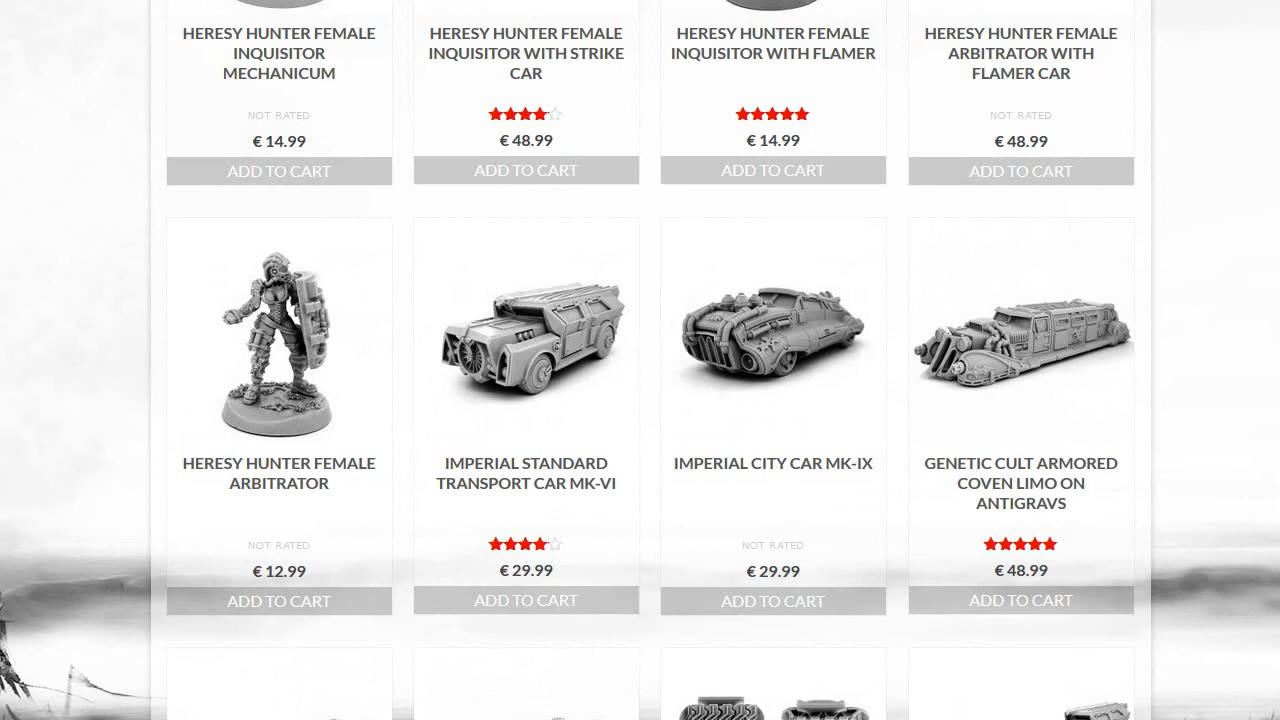 HERESY HUNTER FEMALE
INQUISITOR
MECHANICUM
NOT RATED
€ 14.99
ADD TO CART
HERESY HUNTER FEMALE
INQUISITOR WITH STRIKE
CAR
€ 48.99
ADD TO CART
HERESY HUNTER FEMALE
INQUISITOR WITH FLAMER
€ 14.99
ADD TO CART
HERESY HUNTER FEMALE
ARBITRATOR WITH
FLAMER CAR
NOT RATED
€ 48.99
ADD TO CART
HERESY HUNTER FEMALE
ARBITRATOR
NOT RATED
€ 12.99
ADD TO CART
IMPERIAL STANDARD
TRANSPORT CAR MK-VI
€ 29.99
ADD TO CART
IMPERIAL CITY CAR MK-IX
NOT RATED
€ 29.99
ADD TO CART
GENETIC CULT ARMORED
COVEN LIMO ON
ANTIGRAVS
€ 48.99
ADD TO CART